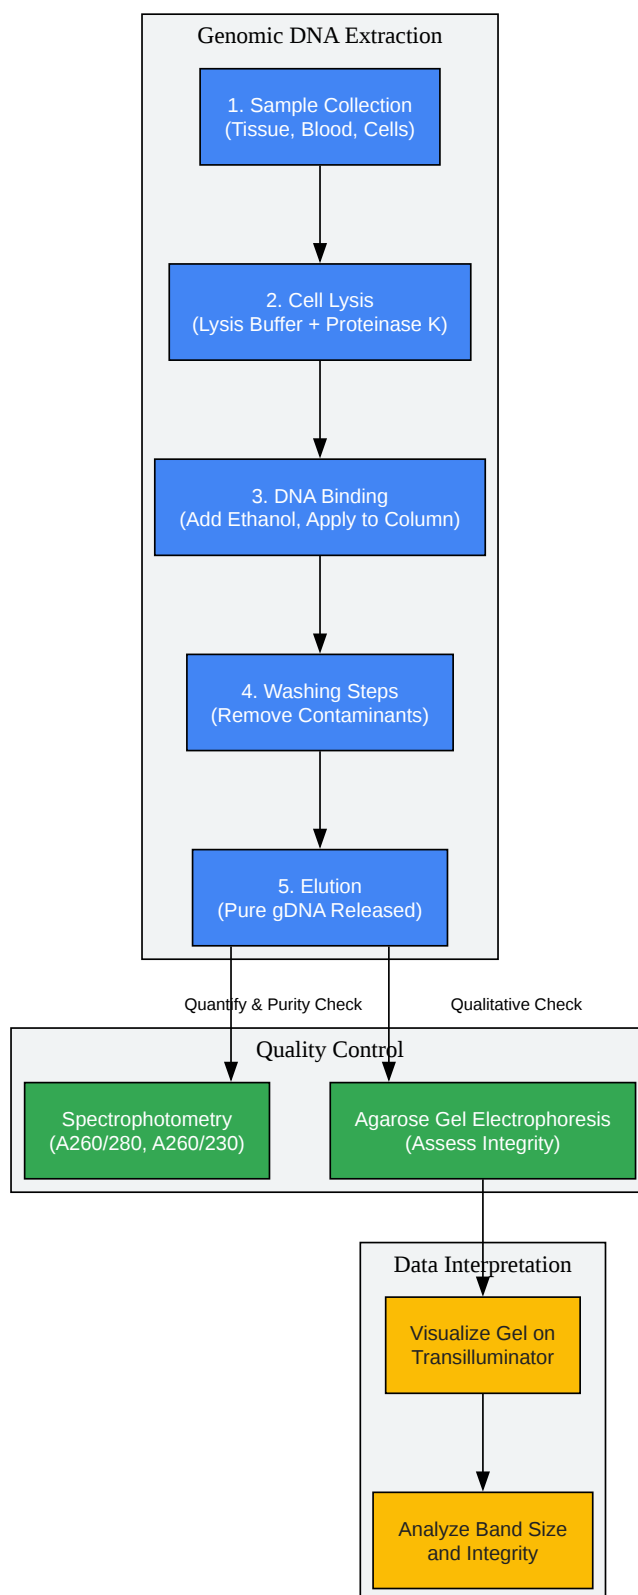 Genomic DNA Extraction
1. Sample Collection
(Tissue, Blood, Cells)
2. Cell Lysis
(Lysis Buffer + Proteinase K)
3. DNA Binding
(Add Ethanol, Apply to Column)
4. Washing Steps
(Remove Contaminants)
5. Elution
(Pure gDNA Released)
Quantify & Purity Check
Qualitative Check
Quality Control
Spectrophotometry
(A260/280, A260/230)
Agarose Gel Electrophoresis
(Assess Integrity)
Data Interpretation
Visualize Gel on
Transilluminator
Analyze Band Size
and Integrity